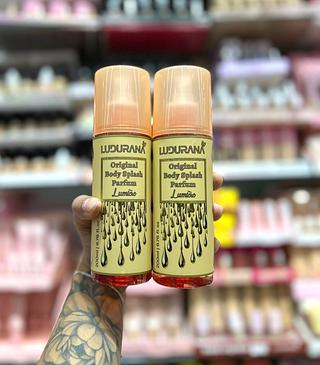 LUDURANA
Original
Body Splash
Parfum
Lumière
LUDURANA
Original
Body Splash
Parfum
Lumière